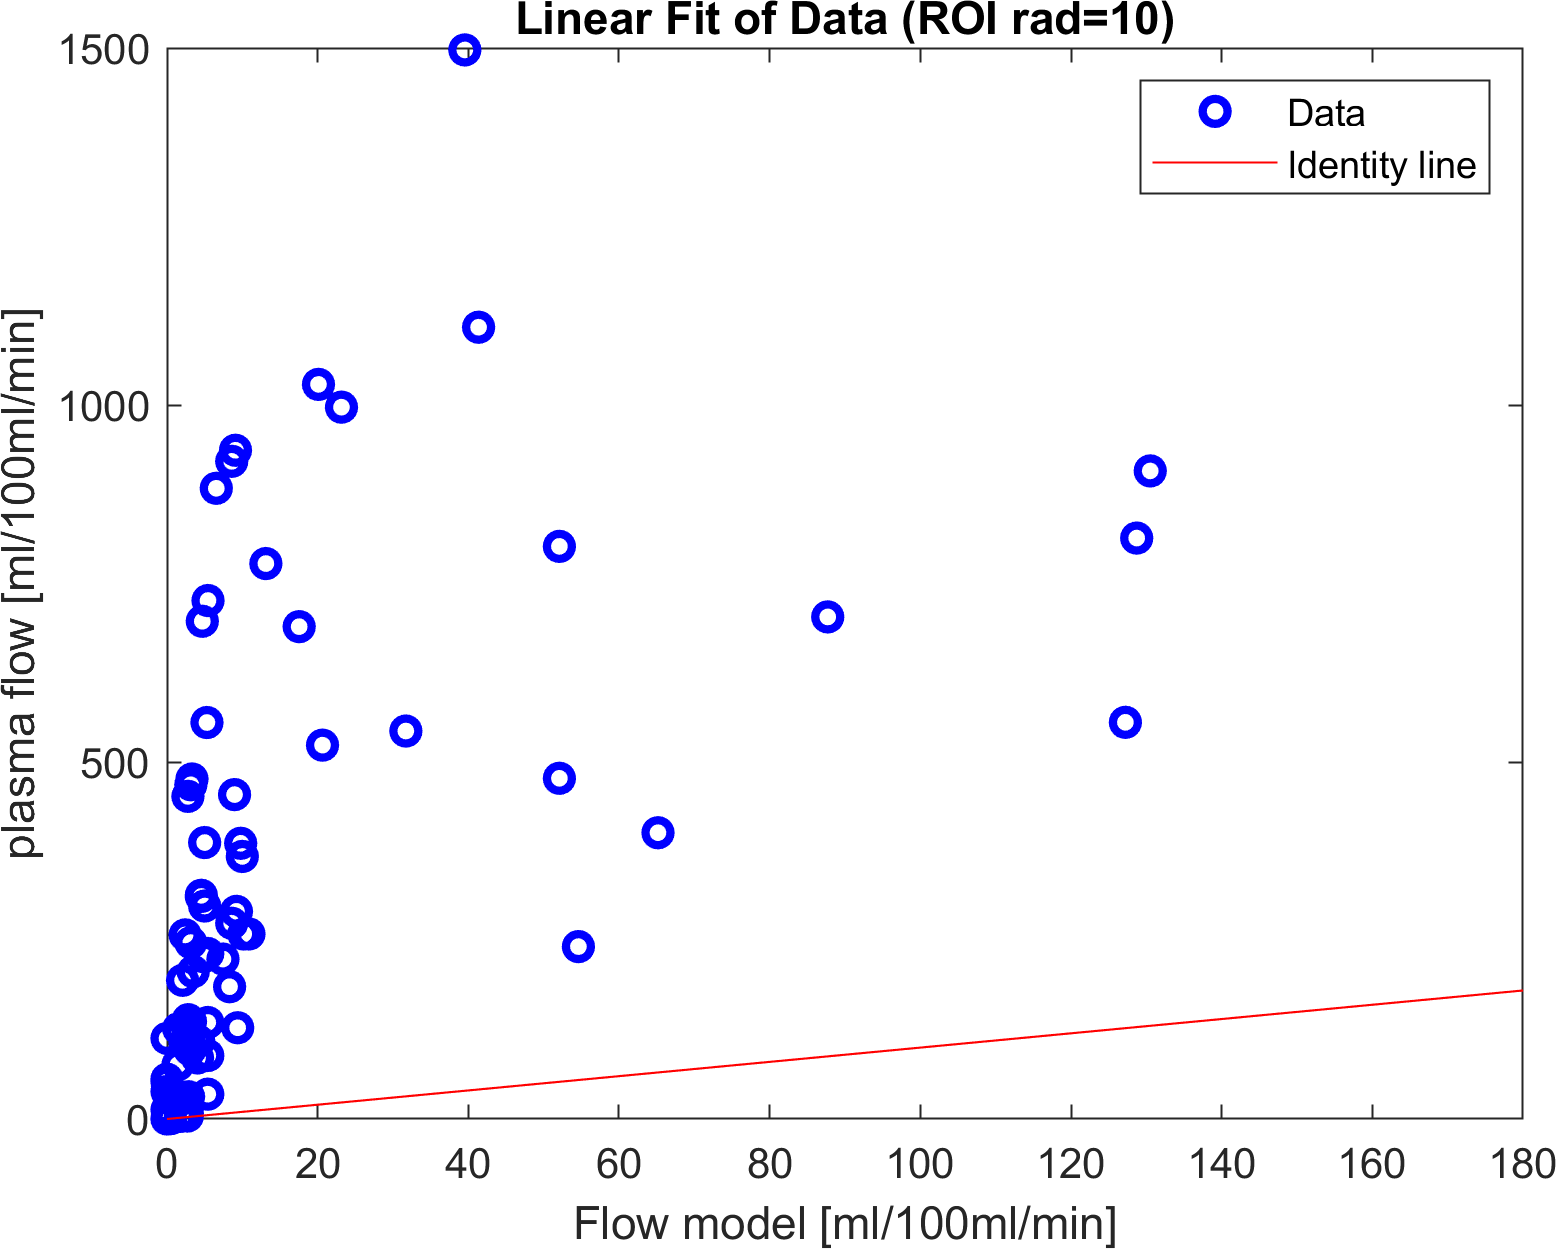 Linear Fit of Data (ROI rad=10)
1500
1000
500
0
plasma flow [ml/100ml/min]
Data
Identity line
0 20 40 60 80 100 120 140 160 180
Flow model [ml/100ml/min]